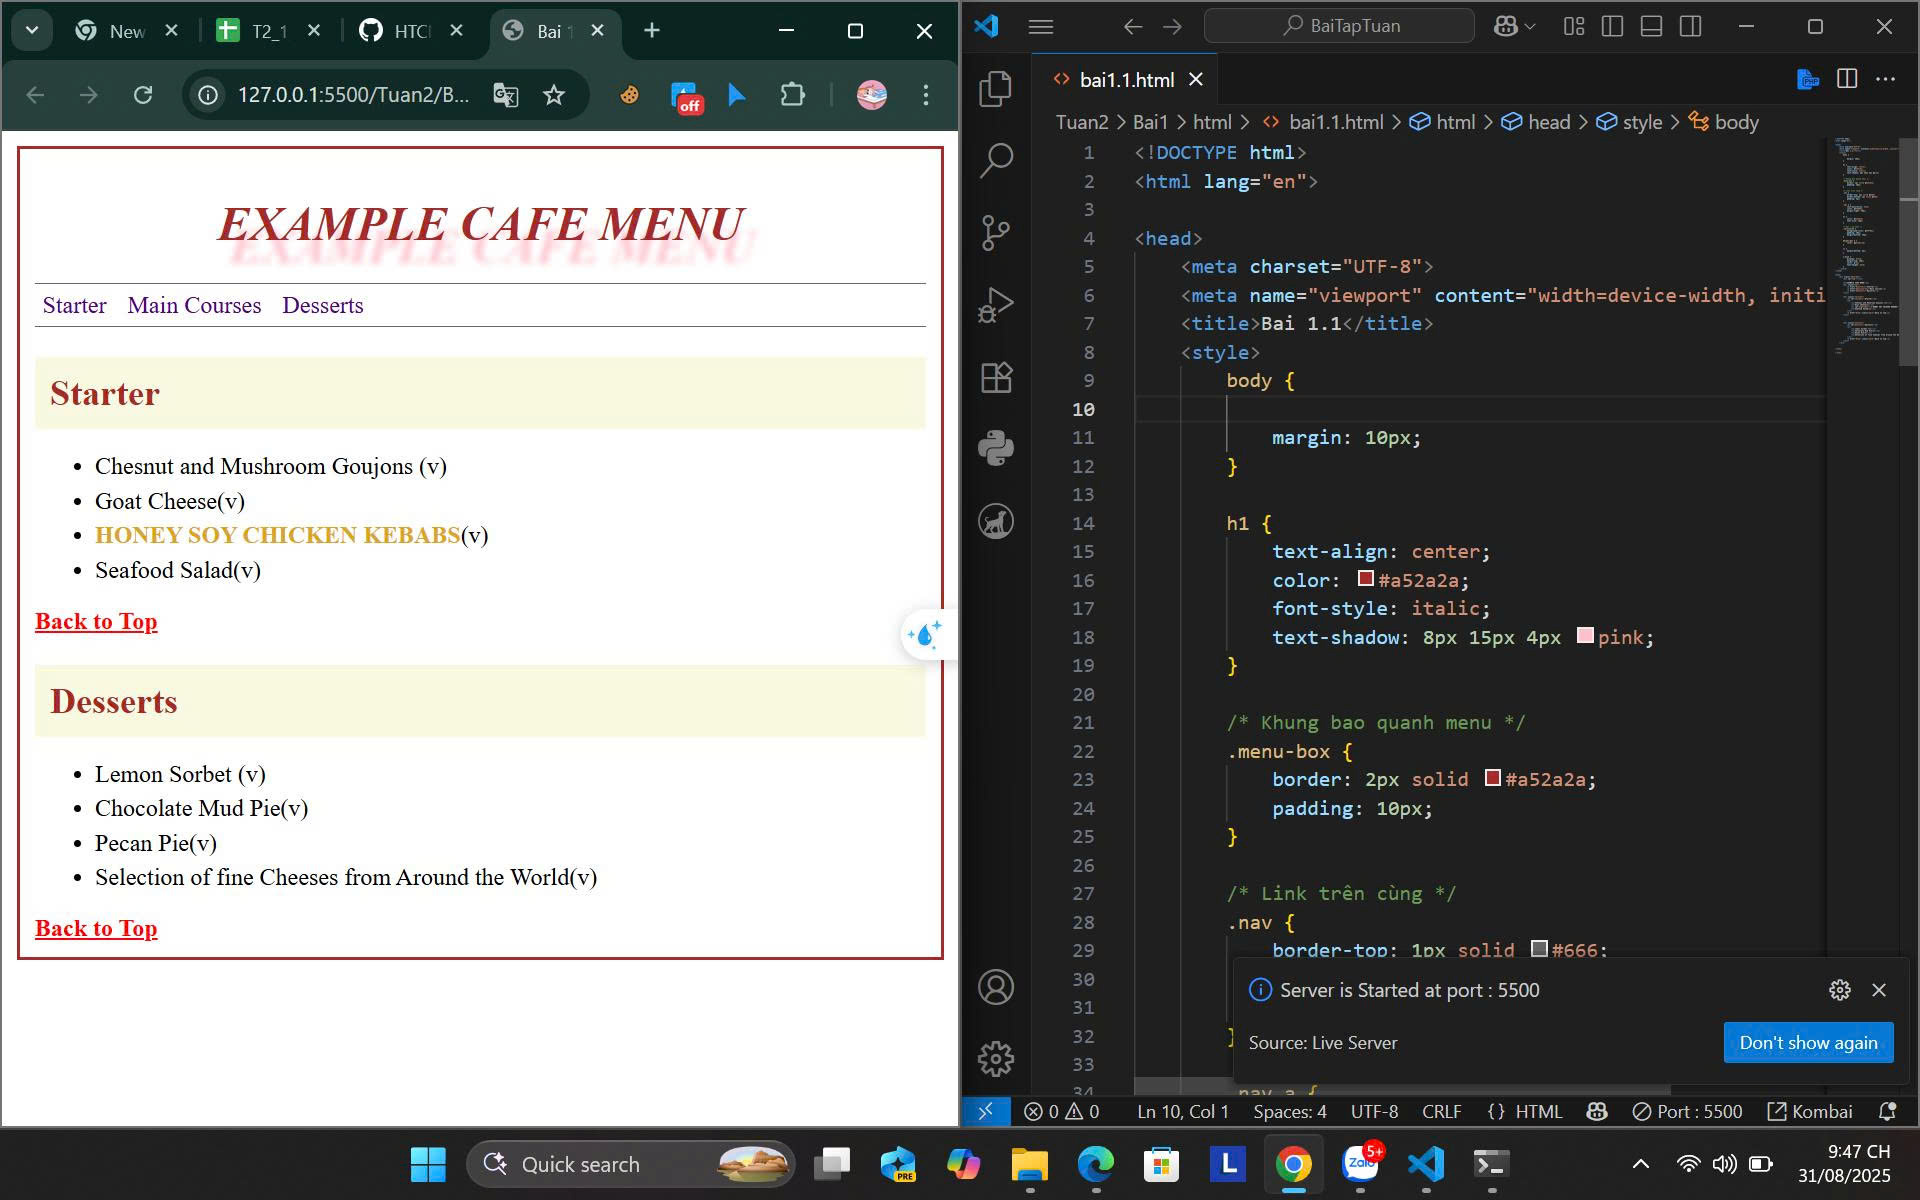 New
T2_1
HTC
Bai 1
127.0.0.1:5500/Tuan2/B...
off
EXAMPLE CAFE MENU
Starter Main Courses Desserts
Starter
• Chesnut and Mushroom Goujons (v)
• Goat Cheese(v)
• HONEY SOY CHICKEN KEBABS(v)
• Seafood Salad(v)
Back to Top
Desserts
• Lemon Sorbet (v)
• Chocolate Mud Pie(v)
• Pecan Pie(v)
• Selection of fine Cheeses from Around the World(v)
Back to Top
BaiTapTuan
bai1.1.html
PHP
Tuan2 > Bai1 > html > bai1.1.html > html > head > style > body
1 <!DOCTYPE html>
2 <html lang="en">
3
4 <head>
5 <meta charset="UTF-8">
6 <meta name="viewport" content="width=device-width, initi
7 <title>Bai 1.1</title>
8 <style>
9 body {
10
11 margin: 10px;
12 }
13
14 h1 {
15 text-align: center;
16 color: #a52a2a;
17 font-style: italic;
18 text-shadow: 8px 15px 4px pink;
19 }
20
21 /* Khung bao quanh menu */
22 .menu-box {
23 border: 2px solid #a52a2a;
24 padding: 10px;
25 }
26
27 /* Link trên cùng */
28 .nav {
29 border-top: 1px solid #666;
30
31
32 }
33
34 .nav a {
Server is Started at port : 5500
Source: Live Server
Don't show again
0 0 Ln 10, Col 1 Spaces: 4 UTF-8 CRLF {} HTML Port : 5500 Kombai
Quick search
PRE
L
Zalo
5+
9:47 CH
31/08/2025